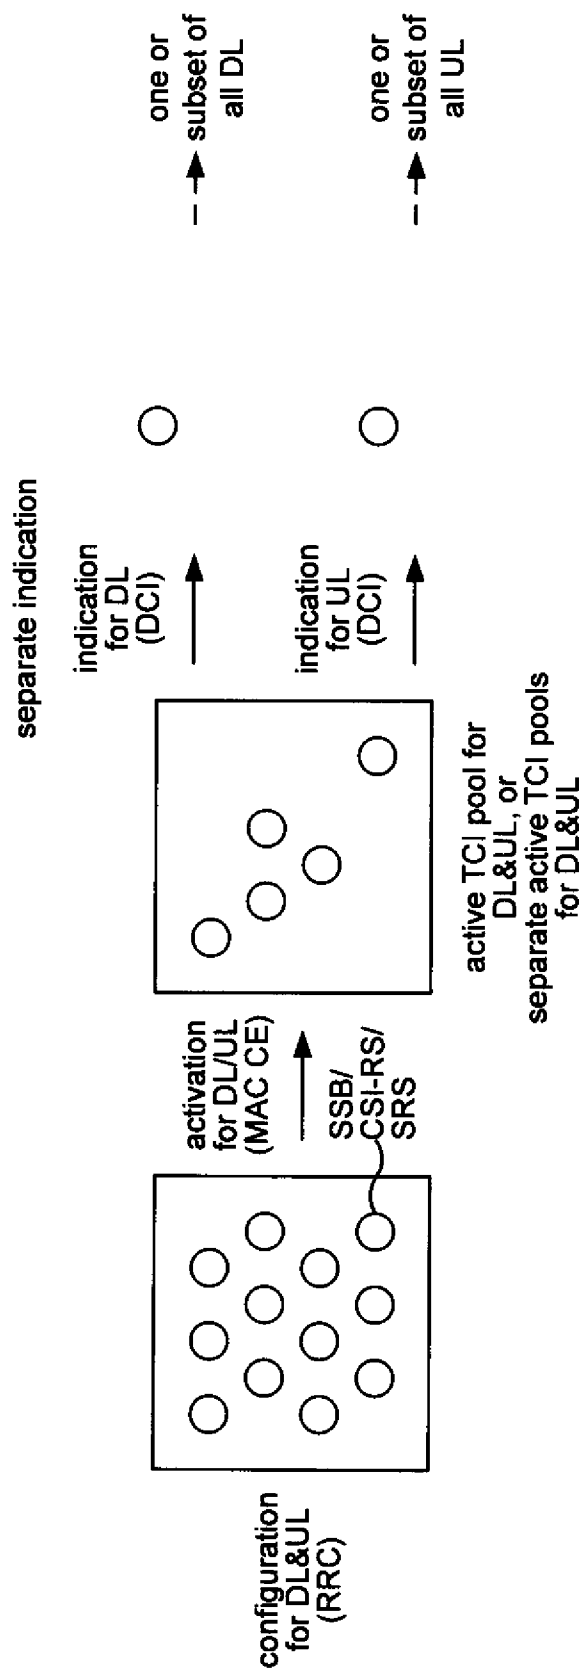 separate indication
configuration
for DL&UL
(RRC)
activation
for DL/UL
(MAC CE)
SSB/
CSI-RS/
SRS
active TCI pool for
DL&UL, or
separate active TCI pools
for DL&UL
indication
for DL
(DCI)
indication
for UL
(DCI)
one or
subset of
all DL
one or
subset of
all UL